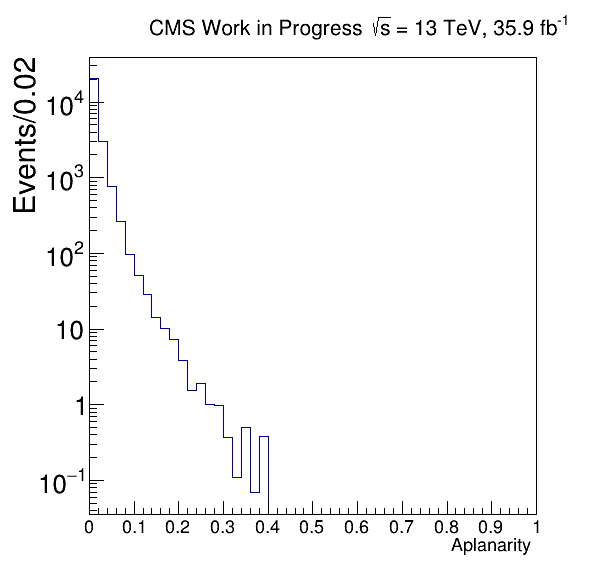 CMS Work in Progress √s = 13 TeV, 35.9 fb⁻¹
Events/0.02
10⁴
10³
10²
10
1
10⁻¹
0 0.1 0.2 0.3 0.4 0.5 0.6 0.7 0.8 0.9 1
Aplanarity